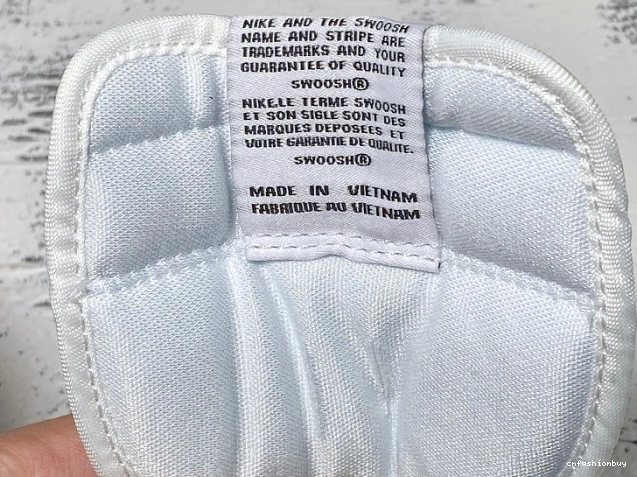 NIKE AND THE SWOOSH
NAME AND STRIPE ARE
TRADEMARKS AND YOUR
GUARANTEE OF QUALITY
SWOOSH®
NIKE.LE TERME SWOOSH
ET SON SIGLE SONT DES
MARQUES DEPOSEES ET
VOTRE GARANTIE DE QUALITE.
SWOOSH®
MADE IN VIETNAM
FABRIQUE AU VIETNAM
cnfashionbuy